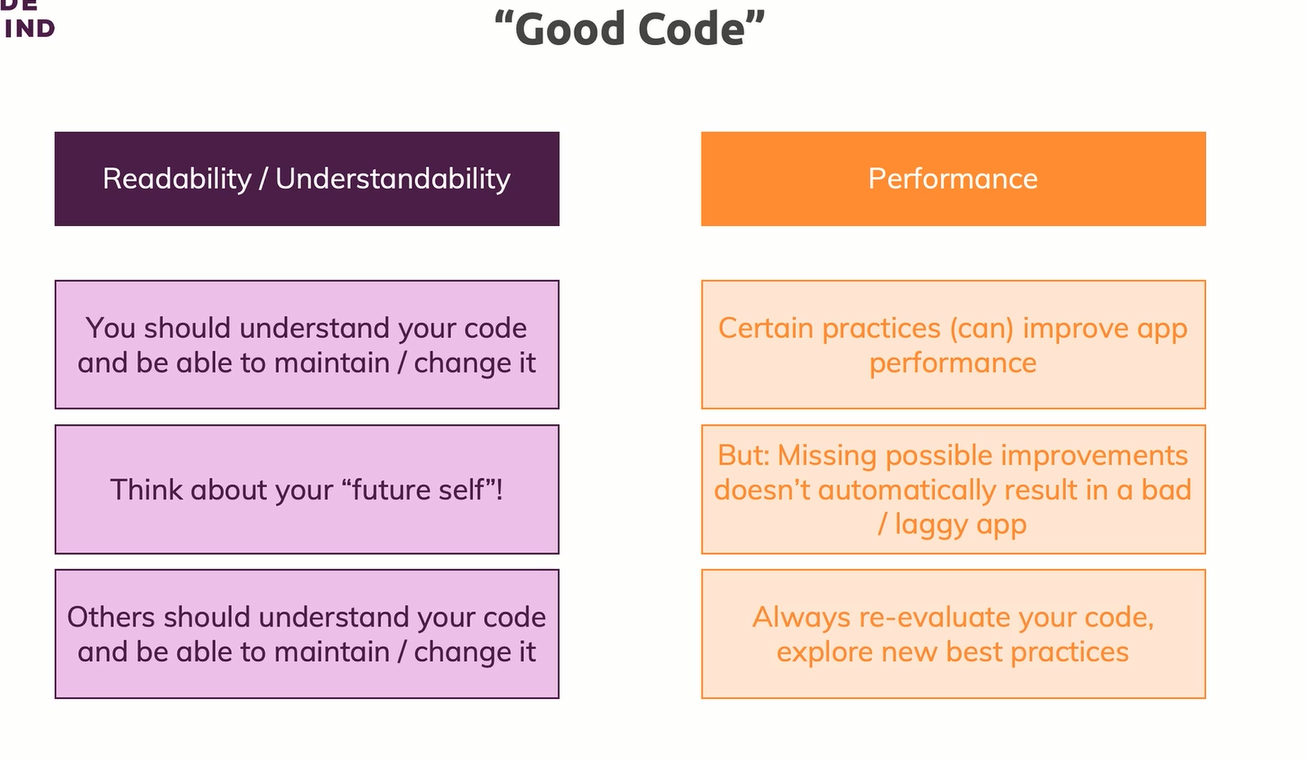 DE
IND
“Good Code”
Readability / Understandability
Performance
You should understand your code
and be able to maintain / change it
Certain practices (can) improve app
performance
Think about your “future self”!
But: Missing possible improvements
doesn’t automatically result in a bad
/ laggy app
Others should understand your code
and be able to maintain / change it
Always re-evaluate your code,
explore new best practices